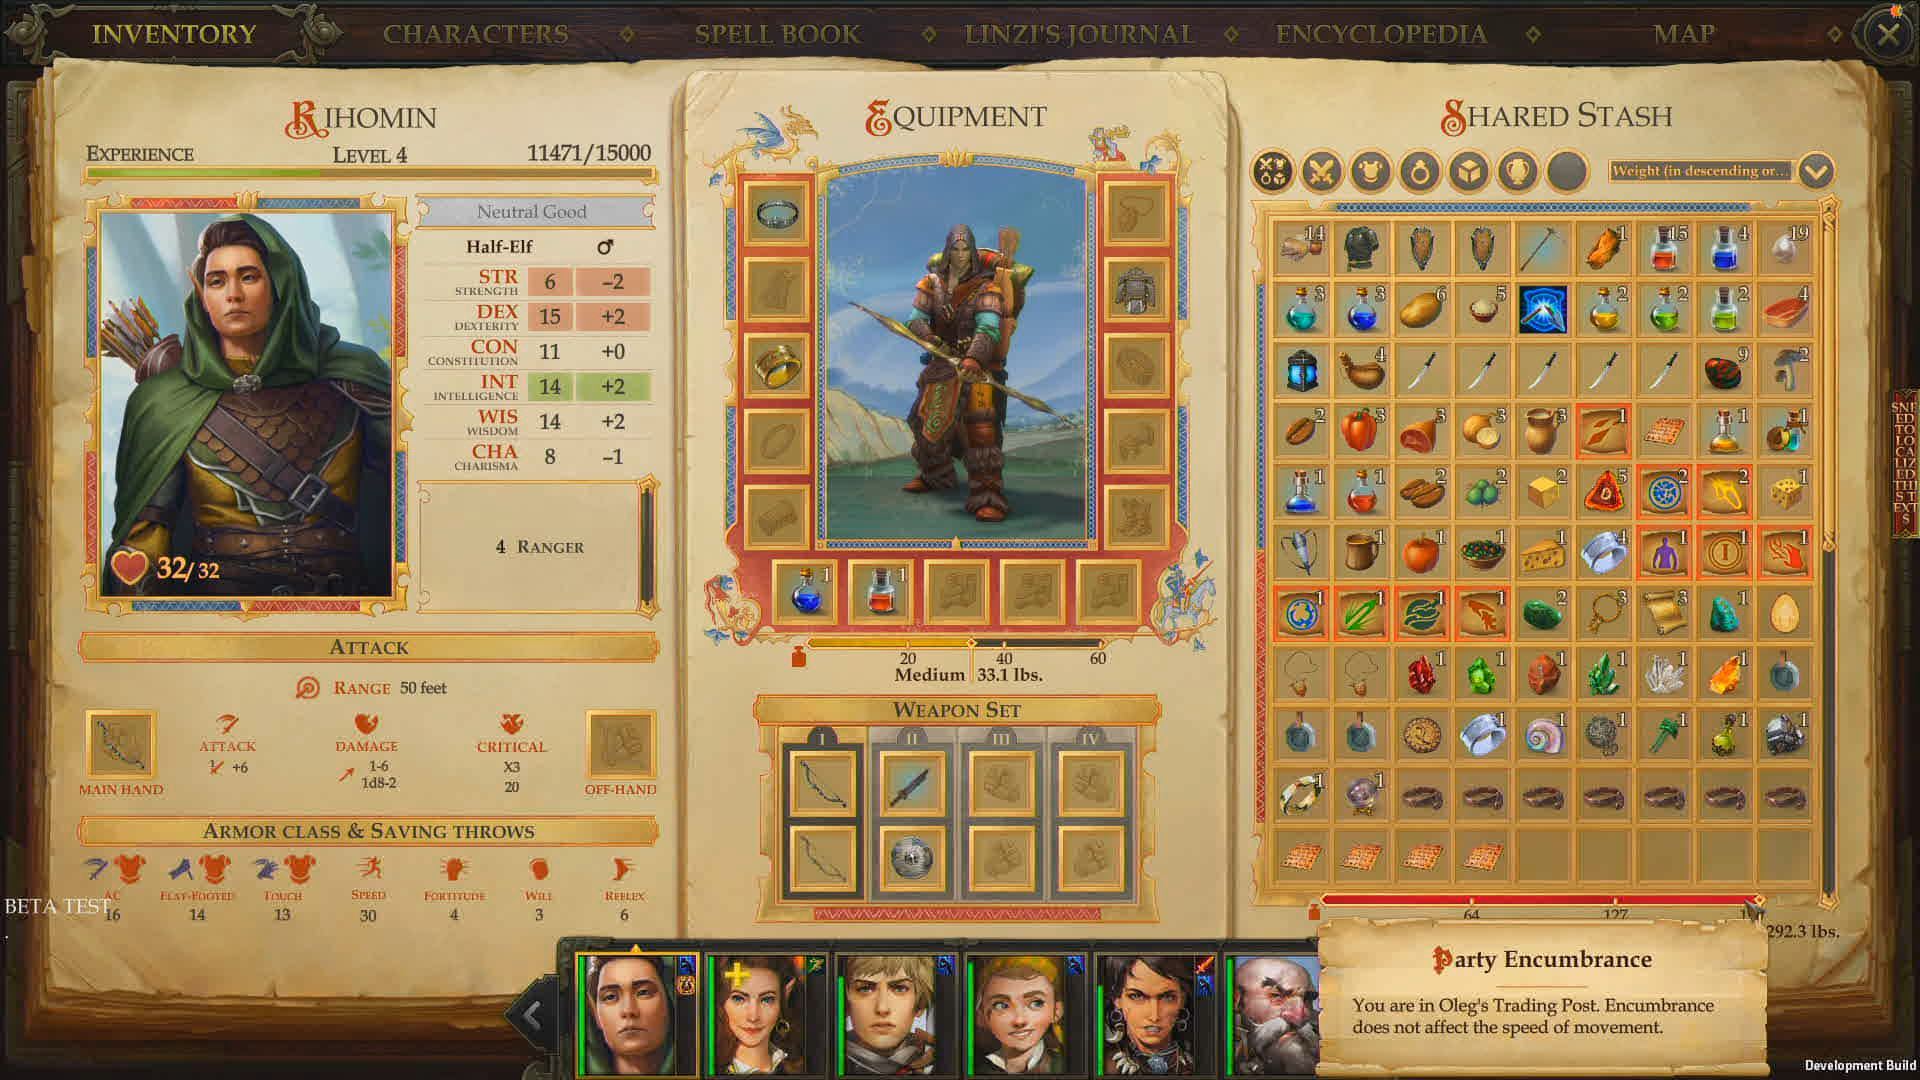 INVENTORY
CHARACTERS
SPELL BOOK
LINZI'S JOURNAL
ENCYCLOPEDIA
MAP
RIHOMIN
EXPERIENCE
LEVEL 4
11471/15000
Neutral Good
Half-Elf
STR 6 -2
STRENGTH
DEX 15 +2
DEXTERITY
CON 11 +0
CONSTITUTION
INT 14 +2
INTELLIGENCE
WIS 14 +2
WISDOM
CHA 8 -1
CHARISMA
32/32
4 RANGER
ATTACK
RANGE 50 feet
ATTACK
1 +6
DAMAGE
1-6
1d8-2
CRITICAL
X3
20
MAIN HAND
OFF-HAND
ARMOR CLASS & SAVING THROWS
AC
16
FLAT-FOOTED
14
TOUCH
13
SPEED
30
FORTITUDE
4
WILL
3
REFLEX
6
BETA TEST
EQUIPMENT
1 1
20 40 60
Medium 33.1 lbs.
WEAPON SET
I II III IV
SHARED STASH
Weight (in descending or...
14 1 15 4 19
3 3 6 5 2 2 2 4
4 9 2
2 3 3 3 3 1 1 1
1 1 2 2 2 5 2 2 1
1 1 1 1 4 1 1 1
1 1 1 1 2 3 3 1
1 1 1 1 1 1
1 1 1 1 1 1
1 1
64 127
292.3 lbs.
Party Encumbrance
You are in Oleg's Trading Post. Encumbrance
does not affect the speed of movement.
Development Build